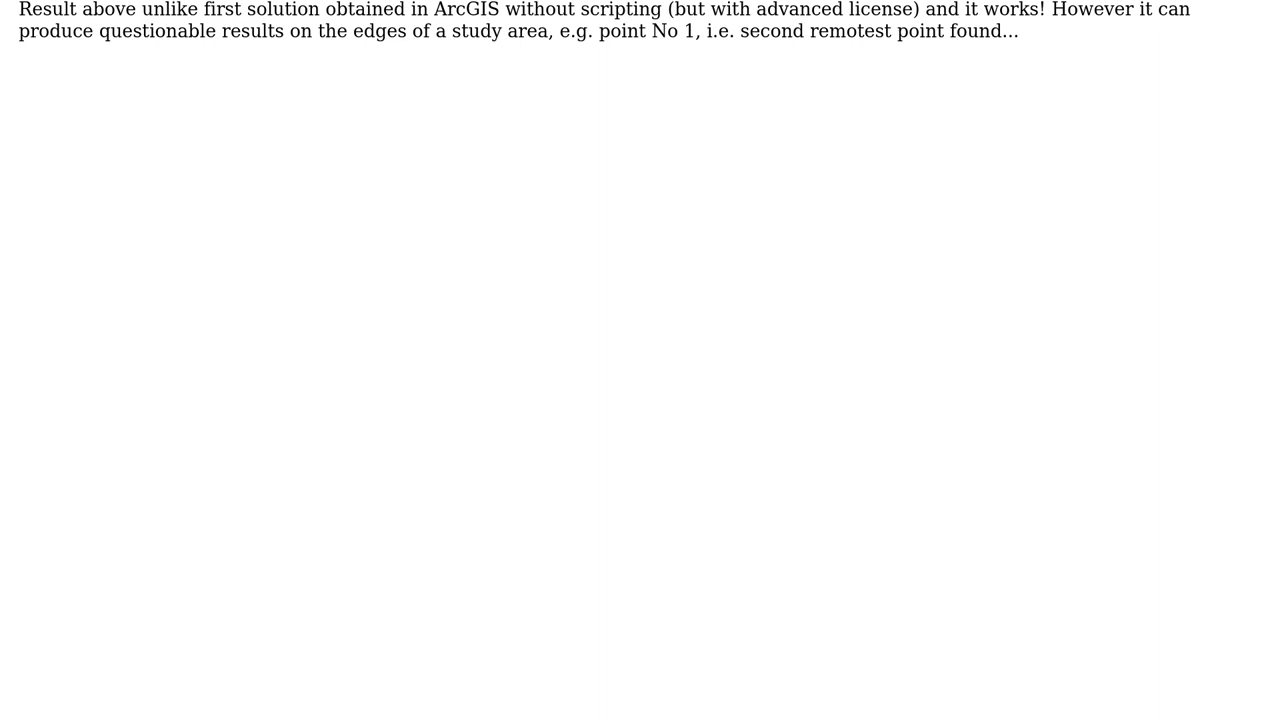 Result above unlike first solution obtained in ArcGIS without scripting (but with advanced license) and it works! However it can
produce questionable results on the edges of a study area, e.g. point No 1, i.e. second remotest point found...